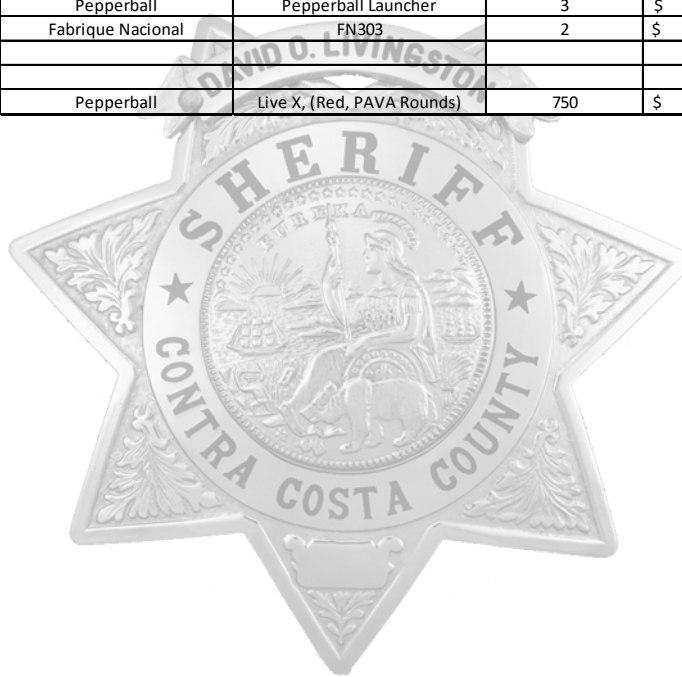 Pepperball Pepperball Launcher 3 $
Fabrique Nacional FN303 2 $
Pepperball Live X, (Red, PAVA Rounds) 750 $
DAVID O. LIVINGSTON
SHERIFF
EUREKA
CONTRA COSTA COUNTY